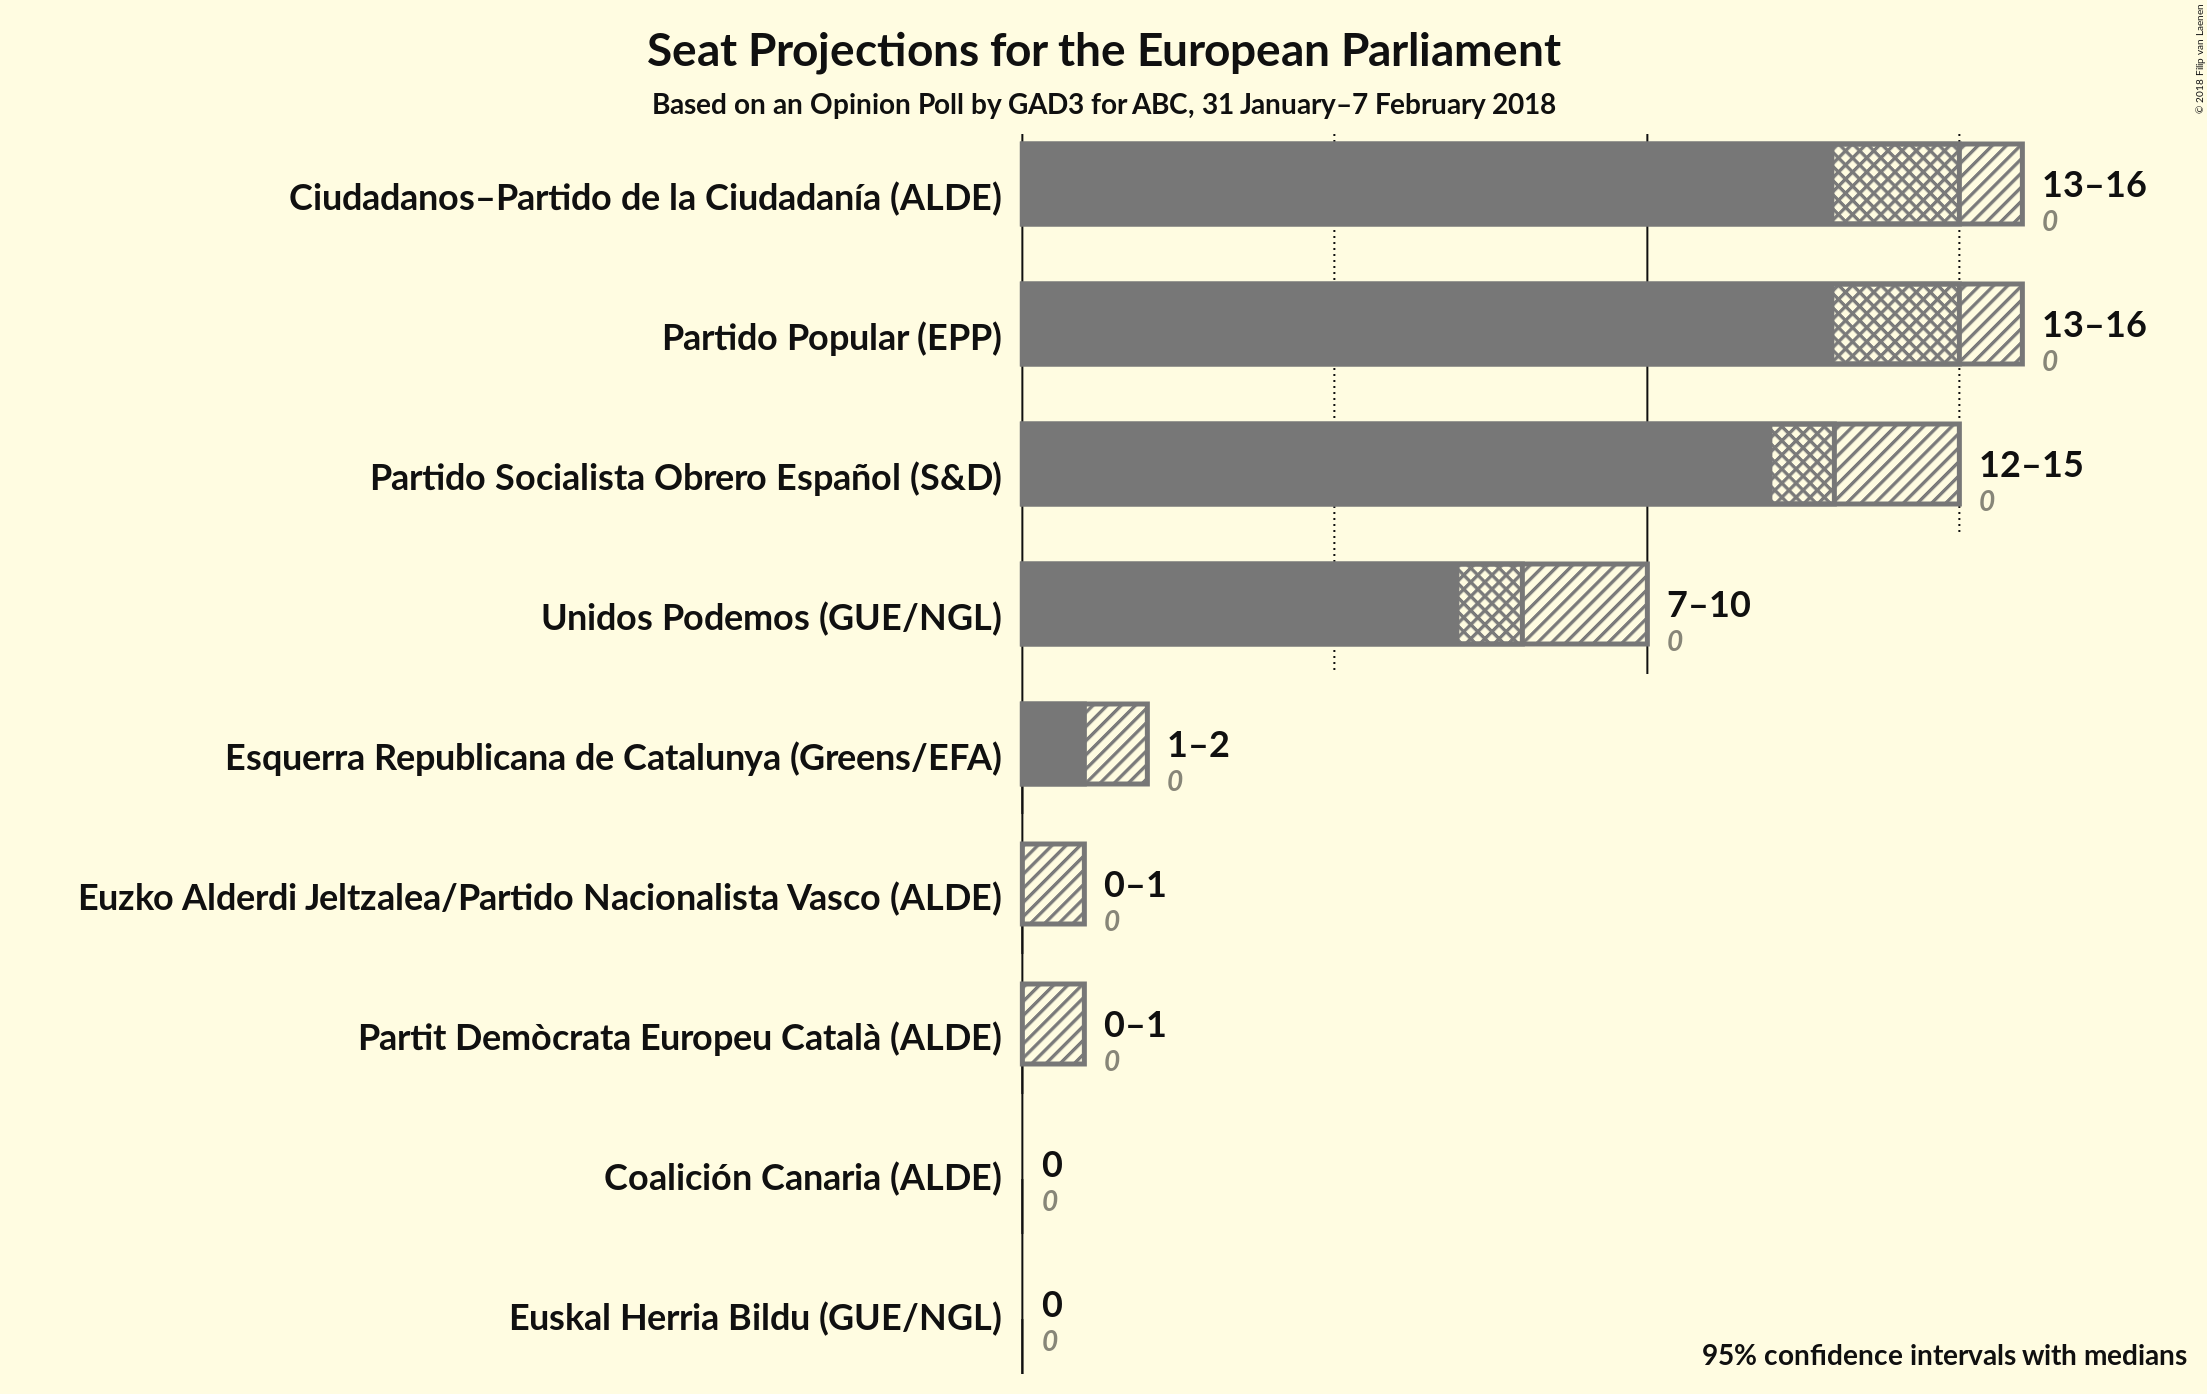 Seat Projections for the European Parliament
Based on an Opinion Poll by GAD3 for ABC, 31 January–7 February 2018
© 2018 Filip van Laenen
Ciudadanos–Partido de la Ciudadanía (ALDE)
13–16
0
Partido Popular (EPP)
13–16
0
Partido Socialista Obrero Español (S&D)
12–15
0
Unidos Podemos (GUE/NGL)
7–10
0
Esquerra Republicana de Catalunya (Greens/EFA)
1–2
0
Euzko Alderdi Jeltzalea/Partido Nacionalista Vasco (ALDE)
0–1
0
Partit Demòcrata Europeu Català (ALDE)
0–1
0
Coalición Canaria (ALDE)
0
0
Euskal Herria Bildu (GUE/NGL)
0
0
95% confidence intervals with medians